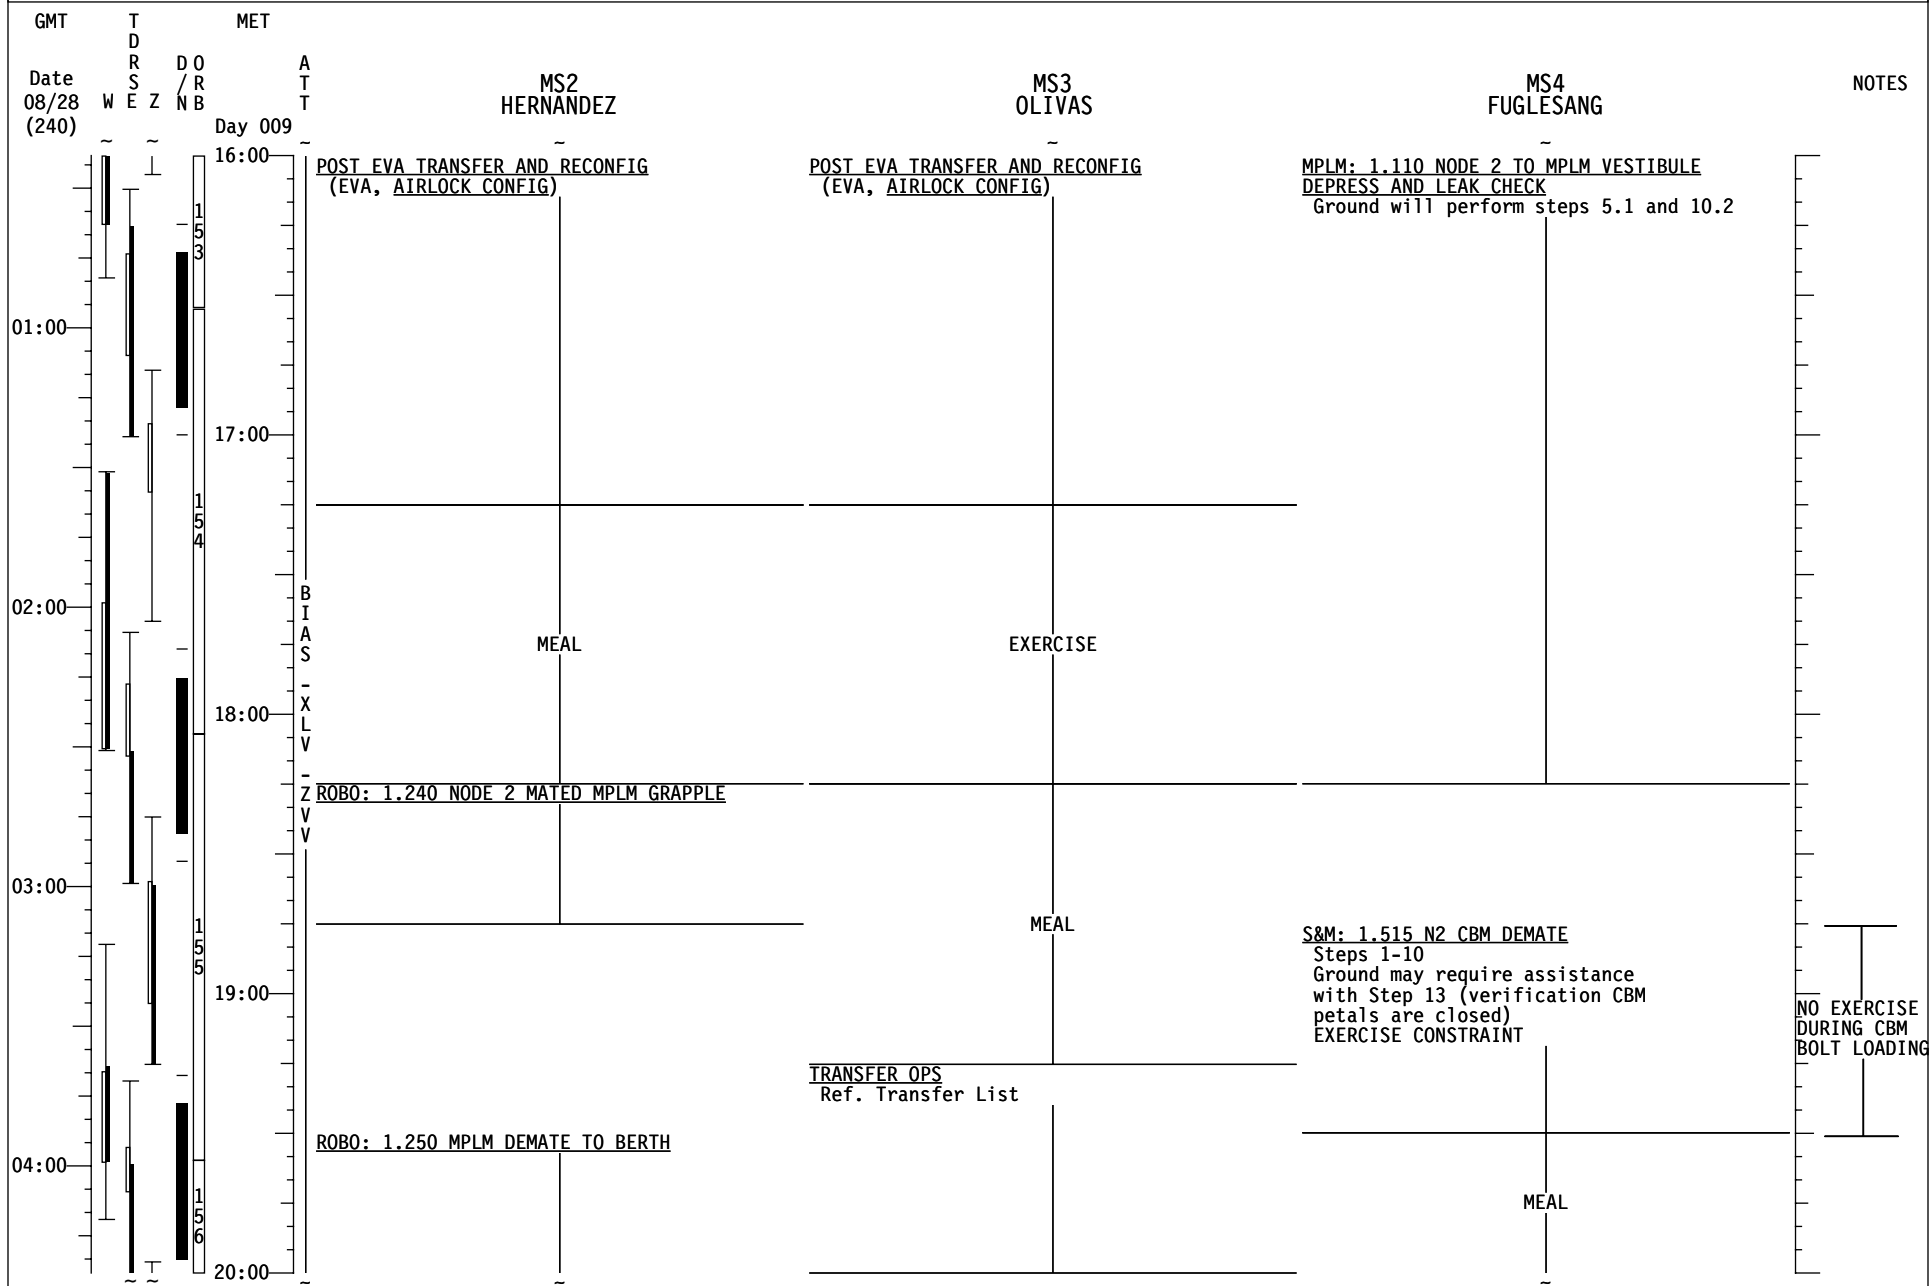 GMT
TDRS
MET
Date
08/28
(240)
W E Z
D/N
ORB
Day 009
ATT
MS2
HERNANDEZ
MS3
OLIVAS
MS4
FUGLESANG
NOTES
~ ~ ~ ~ ~ ~
16:00
POST EVA TRANSFER AND RECONFIG
(EVA, AIRLOCK CONFIG)
POST EVA TRANSFER AND RECONFIG
(EVA, AIRLOCK CONFIG)
MPLM: 1.110 NODE 2 TO MPLM VESTIBULE
DEPRESS AND LEAK CHECK
Ground will perform steps 5.1 and 10.2
153
01:00
17:00
154
02:00
BIAS -XLV -ZVV
MEAL
EXERCISE
18:00
ROBO: 1.240 NODE 2 MATED MPLM GRAPPLE
03:00
155
MEAL
S&M: 1.515 N2 CBM DEMATE
Steps 1-10
Ground may require assistance
with Step 13 (verification CBM
petals are closed)
EXERCISE CONSTRAINT
19:00
NO EXERCISE
DURING CBM
BOLT LOADING
TRANSFER OPS
Ref. Transfer List
ROBO: 1.250 MPLM DEMATE TO BERTH
04:00
156
MEAL
20:00
~ ~ ~ ~ ~